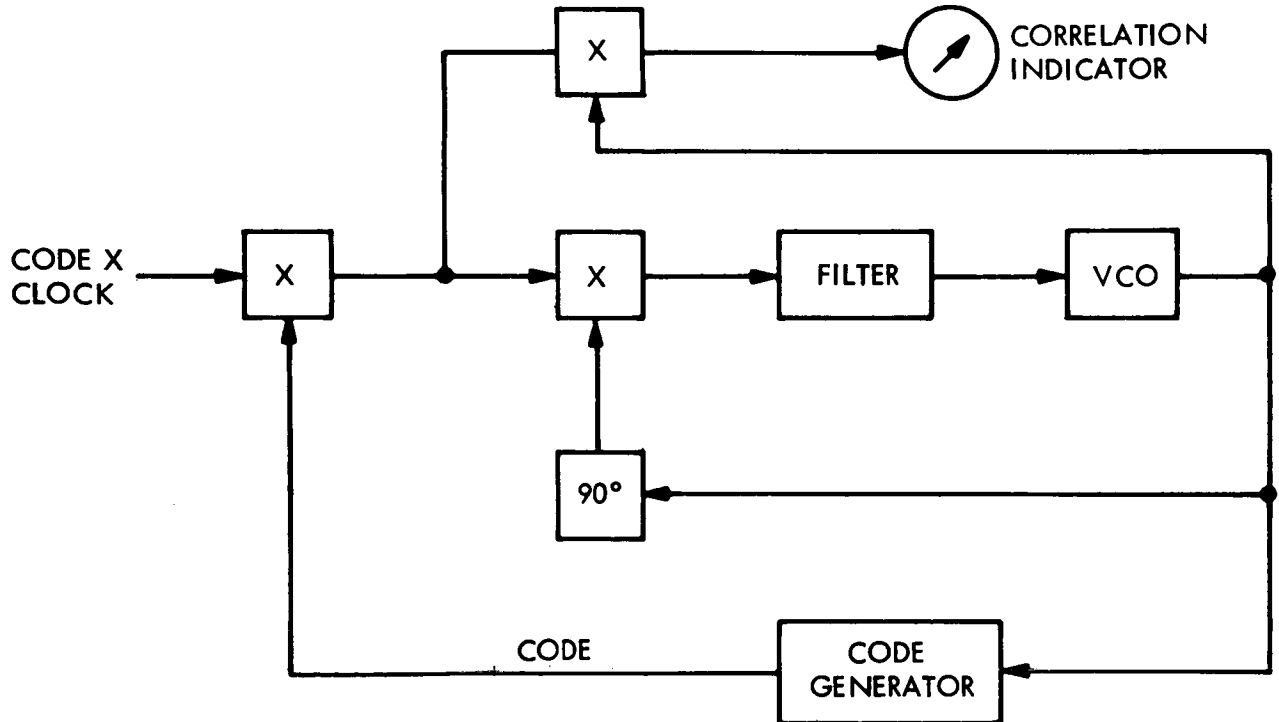 X
CORRELATION
INDICATOR
CODE X
CLOCK
X
X
FILTER
VCO
90°
CODE
CODE
GENERATOR